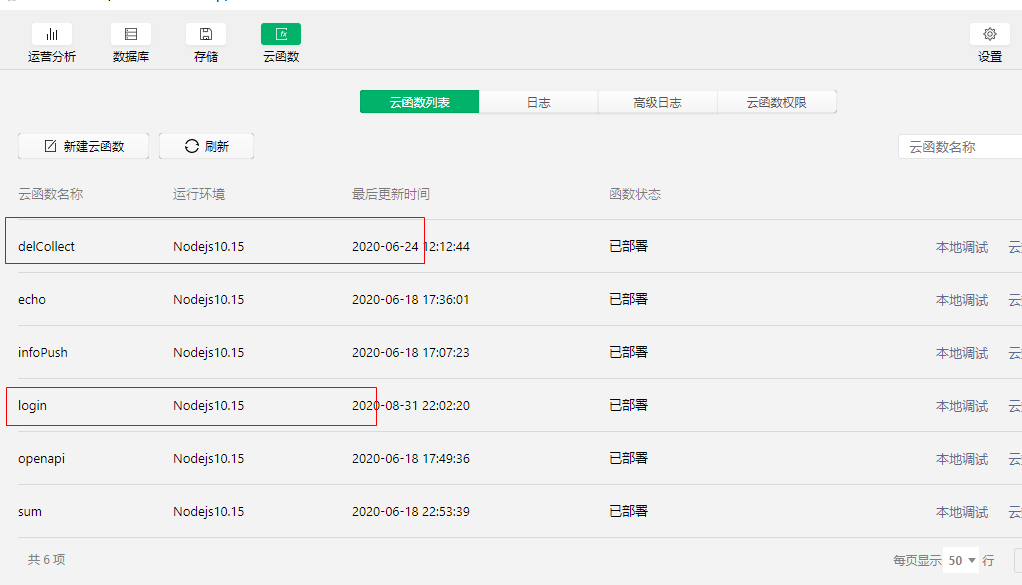 运营分析 数据库 存储 云函数 设置
云函数列表 日志 高级日志 云函数权限
新建云函数 刷新 云函数名称
云函数名称 运行环境 最后更新时间 函数状态
delCollect Nodejs10.15 2020-06-24 12:12:44 已部署 本地调试 云
echo Nodejs10.15 2020-06-18 17:36:01 已部署 本地调试 云
infoPush Nodejs10.15 2020-06-18 17:07:23 已部署 本地调试 云
login Nodejs10.15 2020-08-31 22:02:20 已部署 本地调试 云
openapi Nodejs10.15 2020-06-18 17:49:36 已部署 本地调试 云
sum Nodejs10.15 2020-06-18 22:53:39 已部署 本地调试 云
共 6 项 每页显示 50 行